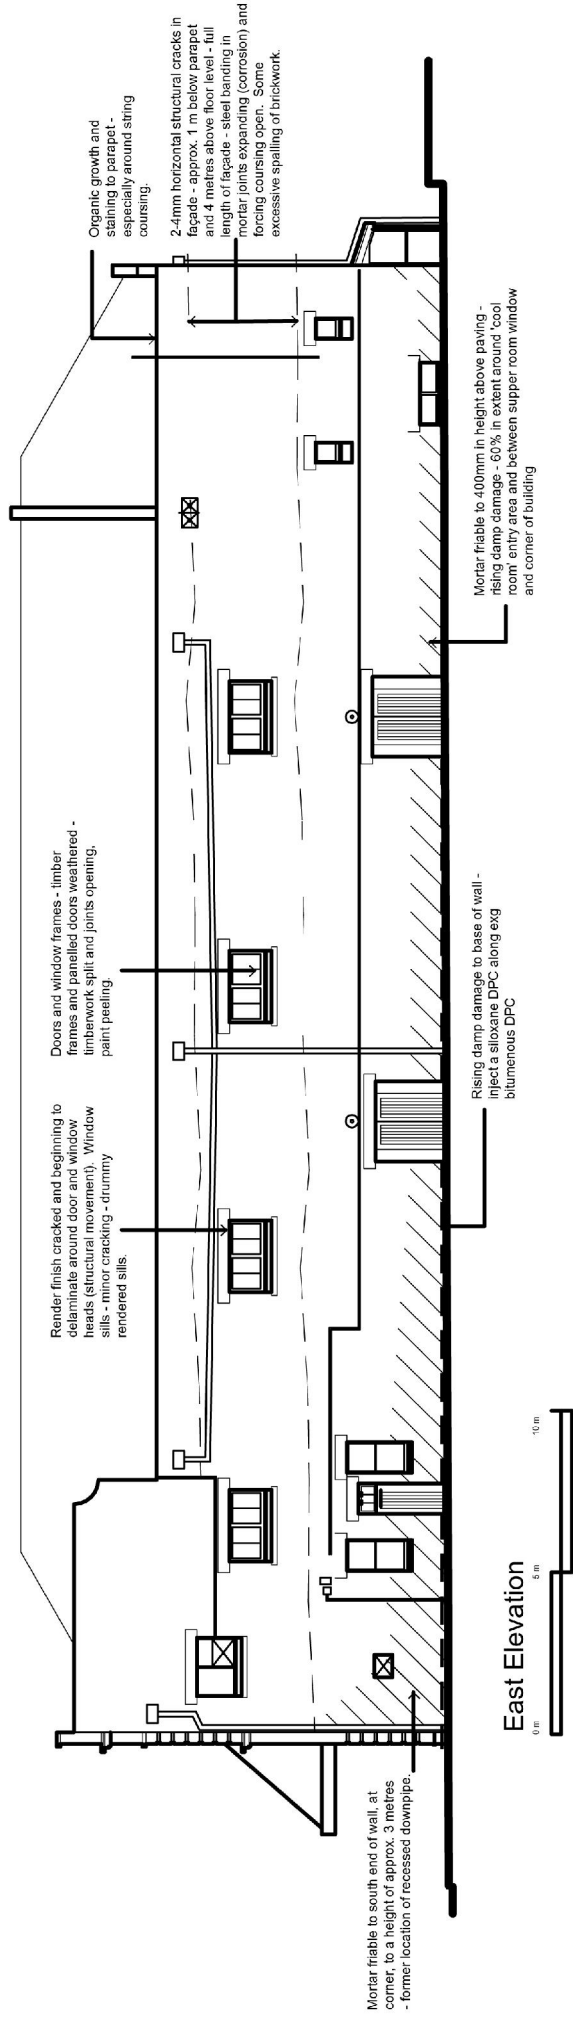 Render finish cracked and beginning to
delaminate around door and window
heads (structural movement). Window
sills - minor cracking - drummy
rendered sills.
Doors and window frames - timber
frames and panelled doors weathered -
timberwork split and joints opening,
paint peeling.
Organic growth and
staining to parapet -
especially around string
coursing.
2-4mm horizontal structural cracks in
façade - approx. 1 m below parapet
and 4 metres above floor level - full
length of façade - steel banding in
mortar joints expanding (corrosion) and
forcing coursing open. Some
excessive spalling of brickwork.
Mortar friable to south end of wall, at
corner, to a height of approx. 3 metres
- former location of recessed downpipe.
Rising damp damage to base of wall -
inject a siloxane DPC along exg
bitumenous DPC
Mortar friable to 400mm in height above paving -
rising damp damage - 60% in extent around 'cool
room' entry area and between supper room window
and corner of building
East Elevation
0 m
5 m
10 m